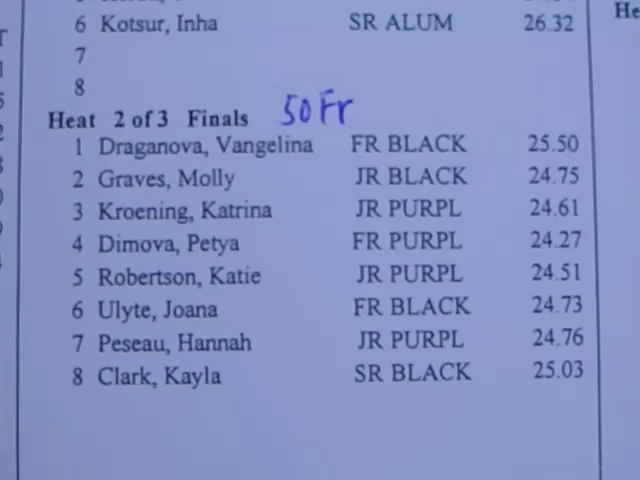 He
6 Kotsur, Inha SR ALUM 26.32
7
8
Heat 2 of 3 Finals 50 Fr
1 Draganova, Vangelina FR BLACK 25.50
2 Graves, Molly JR BLACK 24.75
3 Kroening, Katrina JR PURPL 24.61
4 Dimova, Petya FR PURPL 24.27
5 Robertson, Katie JR PURPL 24.51
6 Ulyte, Joana FR BLACK 24.73
7 Peseau, Hannah JR PURPL 24.76
8 Clark, Kayla SR BLACK 25.03